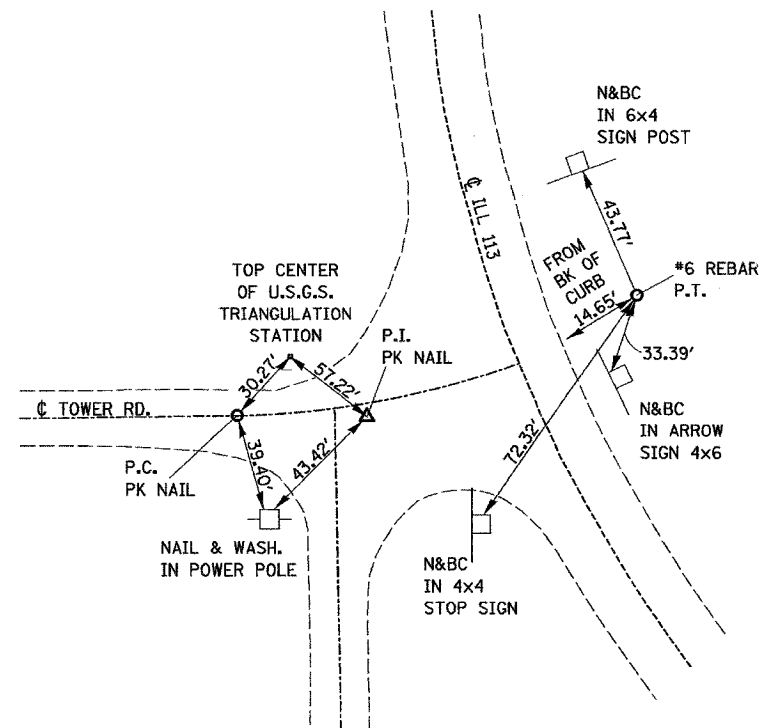 N&BC
IN 6x4
SIGN POST
℄ ILL 113
43.77'
FROM
BK OF
CURB
14.65'
#6 REBAR
P.T.
TOP CENTER
OF U.S.G.S.
TRIANGULATION
STATION
P.I.
PK NAIL
30.27'
57.22'
33.39'
℄ TOWER RD.
N&BC
IN ARROW
SIGN 4x6
72.32'
39.40'
43.42'
P.C.
PK NAIL
NAIL & WASH.
IN POWER POLE
N&BC
IN 4x4
STOP SIGN